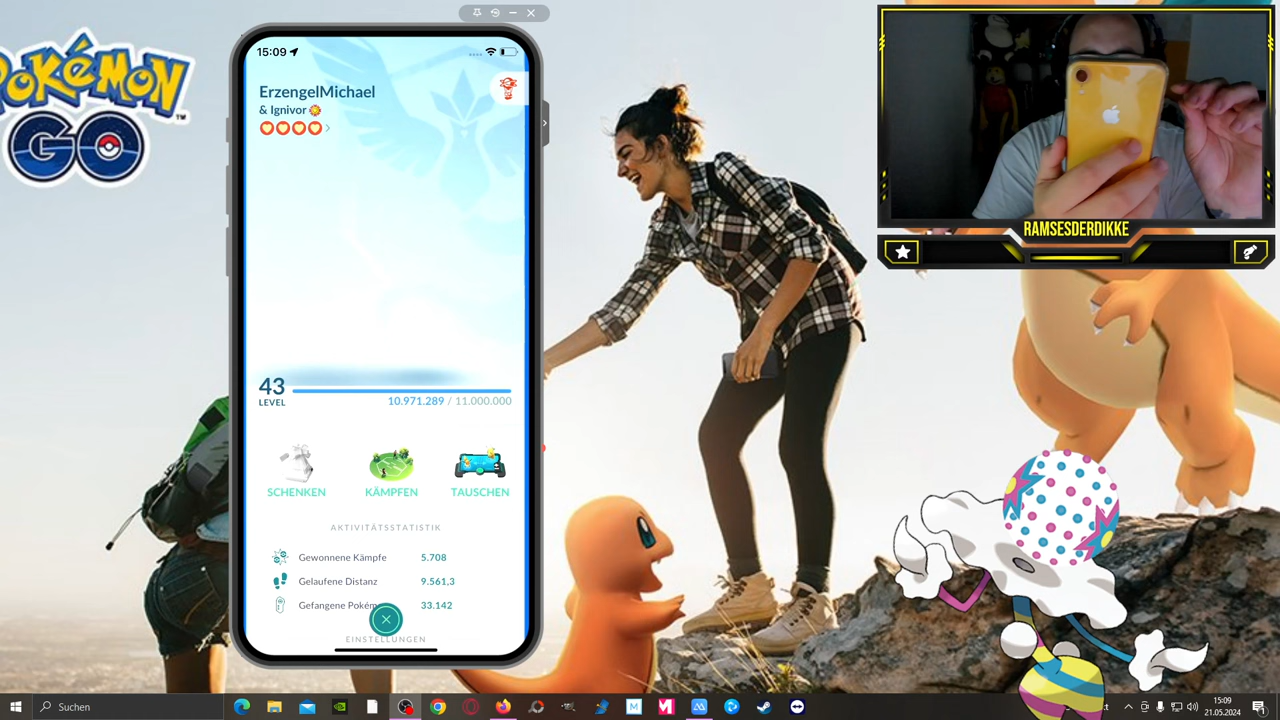 POKÉMON
GO
TM
15:09
ErzengelMichael
& Ignivor
43
LEVEL
10.971.289 / 11.000.000
SCHENKEN
KÄMPFEN
TAUSCHEN
AKTIVITÄTSSTATISTIK
Gewonnene Kämpfe 5.708
Gelaufene Distanz 9.561,3
Gefangene Pokém 33.142
EINSTELLUNGEN
RAMSESDERDIKKE
Suchen
15:09
21.05.2024